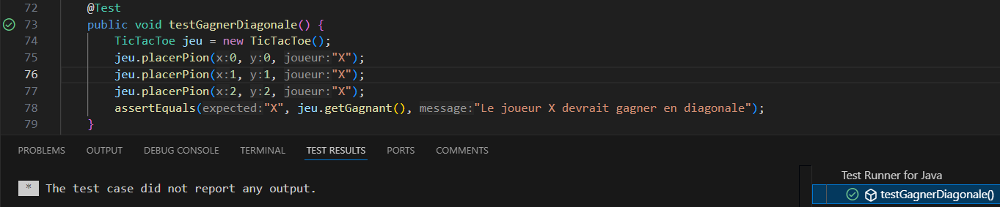 72 @Test
73 public void testGagnerDiagonale() {
74 TicTacToe jeu = new TicTacToe();
75 jeu.placerPion(x:0, y:0, joueur:"X");
76 jeu.placerPion(x:1, y:1, joueur:"X");
77 jeu.placerPion(x:2, y:2, joueur:"X");
78 assertEquals(expected:"X", jeu.getGagnant(), message:"Le joueur X devrait gagner en diagonale");
79 }
PROBLEMS OUTPUT DEBUG CONSOLE TERMINAL TEST RESULTS PORTS COMMENTS
* The test case did not report any output.
Test Runner for Java
testGagnerDiagonale()